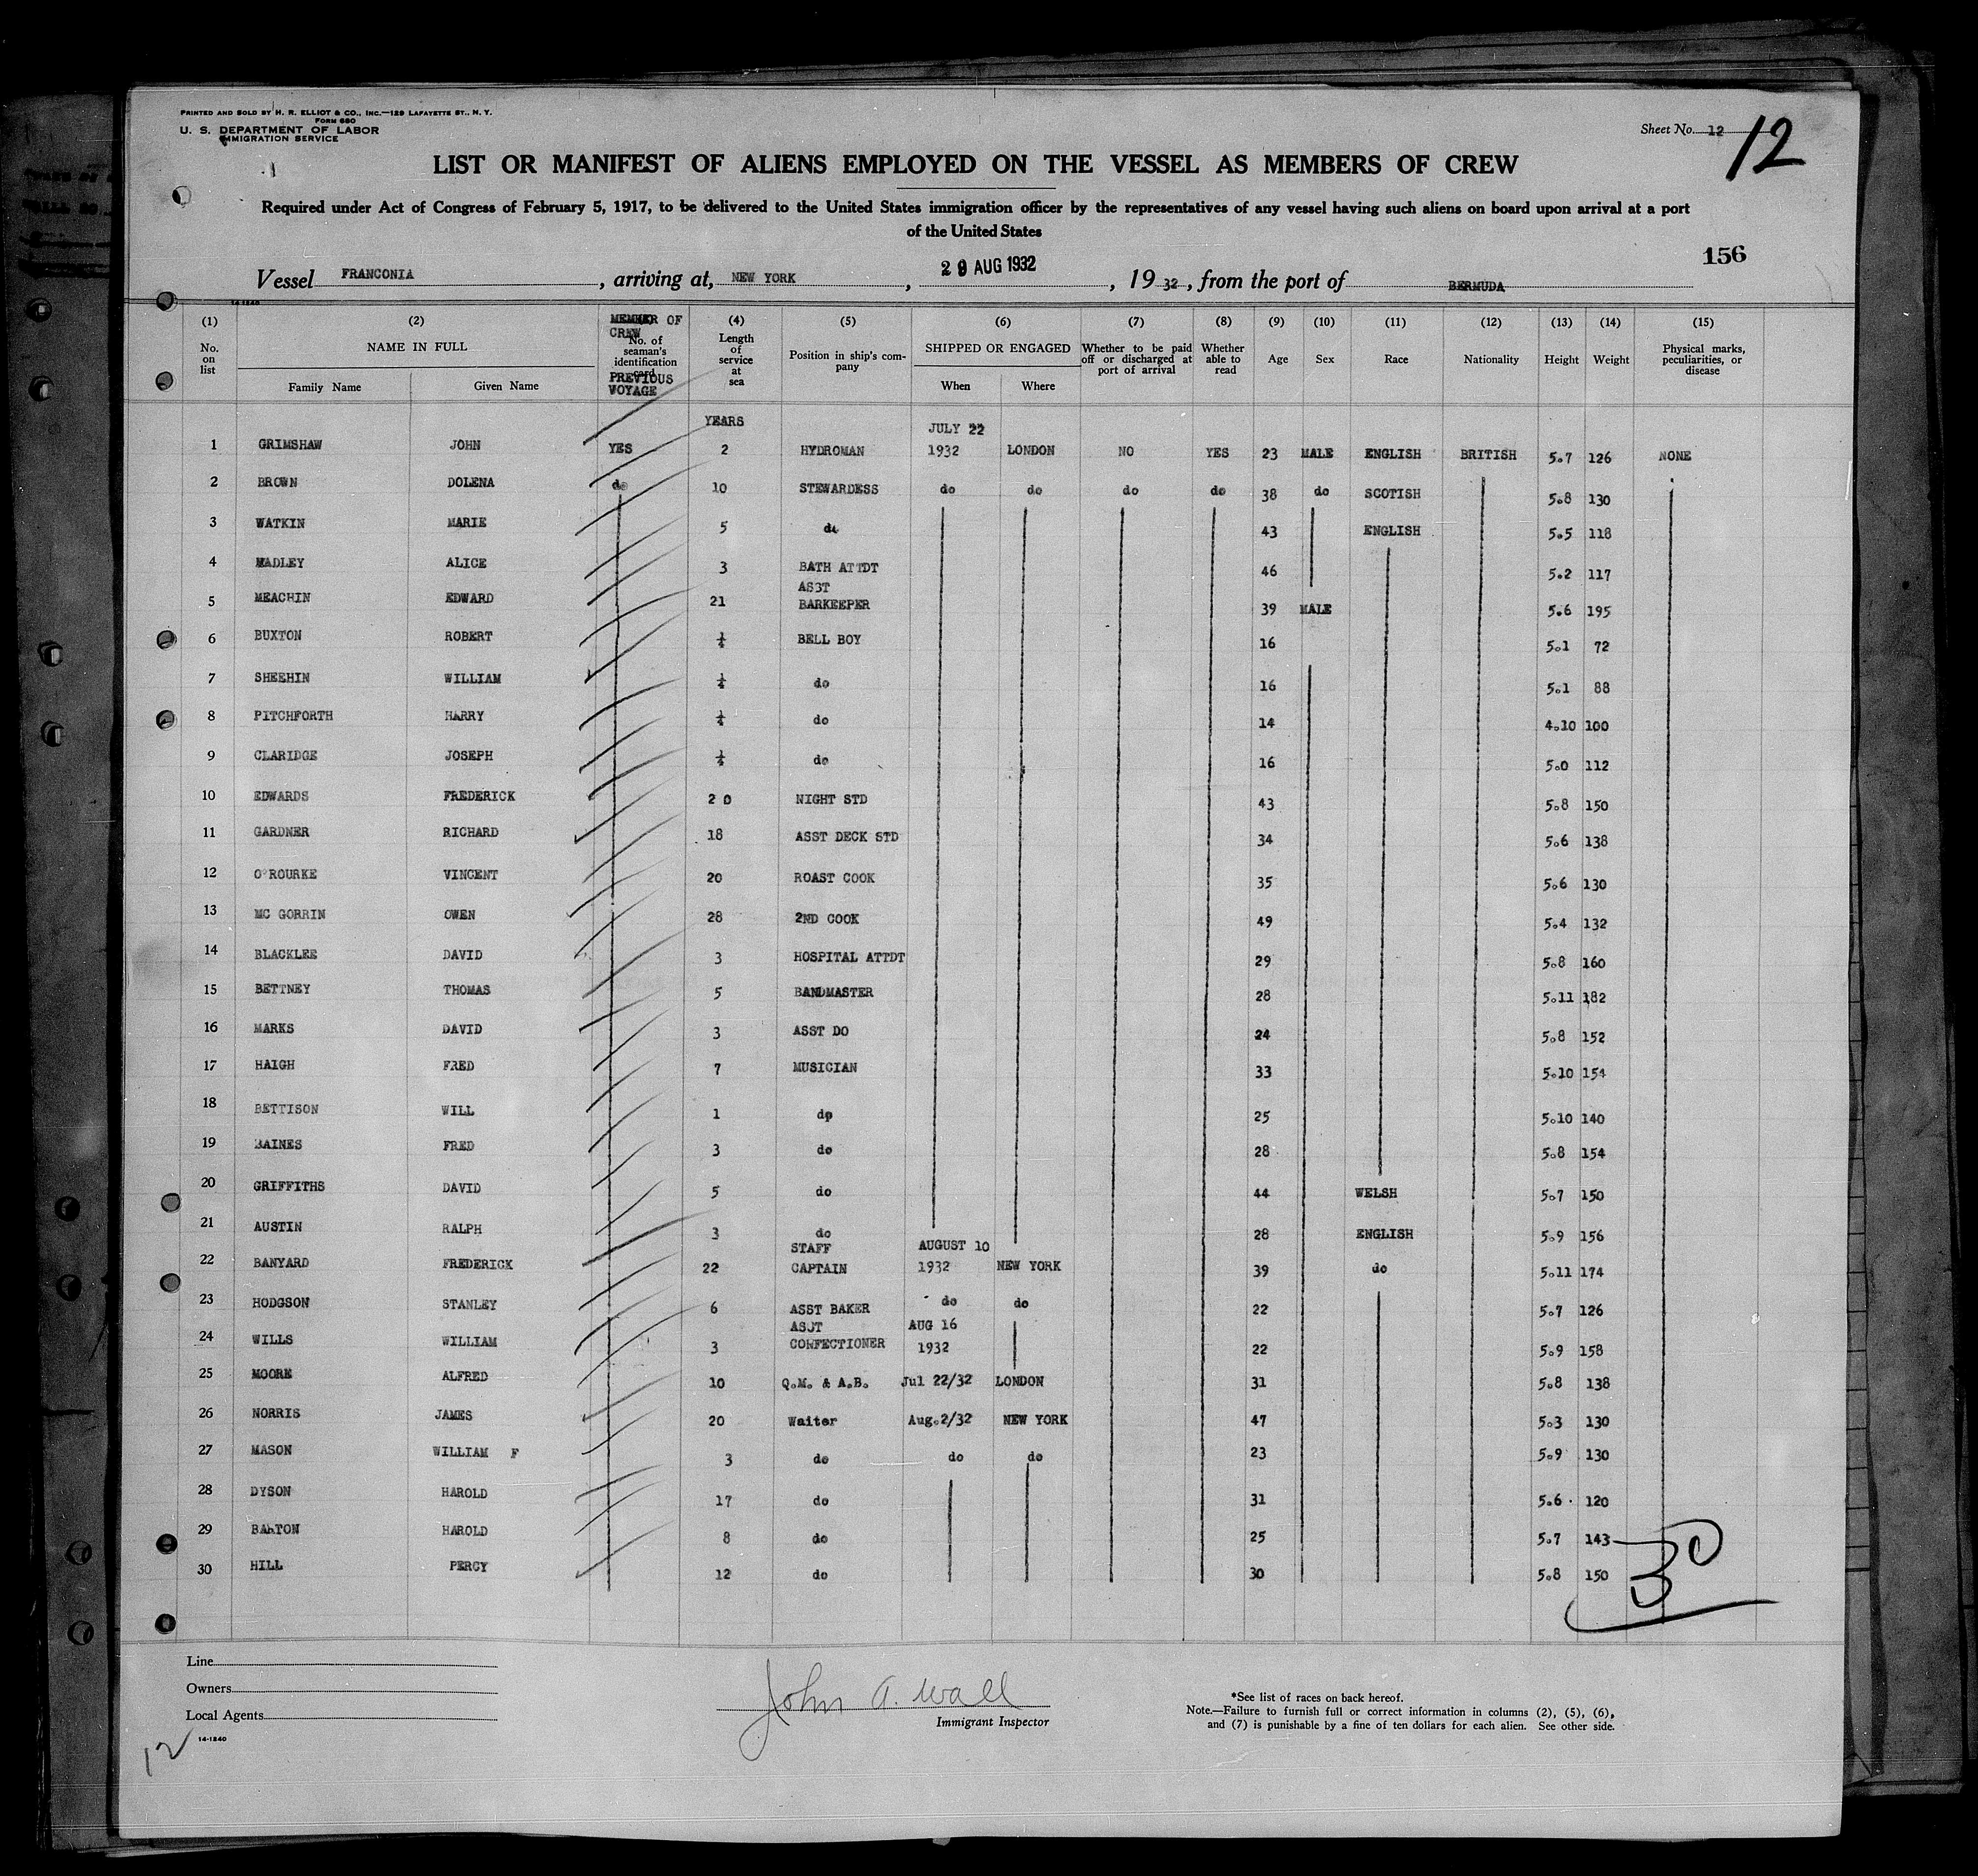 PRINTED AND SOLD BY H. R. ELLIOT & CO., INC.—129 LAFAYETTE ST., N. Y.
FORM 680
U. S. DEPARTMENT OF LABOR
IMMIGRATION SERVICE
Sheet No. 12 12
LIST OR MANIFEST OF ALIENS EMPLOYED ON THE VESSEL AS MEMBERS OF CREW
Required under Act of Congress of February 5, 1917, to be delivered to the United States immigration officer by the representatives of any vessel having such aliens on board upon arrival at a port
of the United States
156
Vessel FRANCONIA, arriving at, NEW YORK, 29 AUG 1932, 1932, from the port of BERMUDA
14-1240
(1) No. on list
(2) NAME IN FULL Family Name Given Name
MEMBER OF CREW No. of seaman's identification card PREVIOUS VOYAGE
(4) Length of service at sea
(5) Position in ship's company
(6) SHIPPED OR ENGAGED When Where
(7) Whether to be paid off or discharged at port of arrival
(8) Whether able to read
(9) Age
(10) Sex
(11) Race
(12) Nationality
(13) Height
(14) Weight
(15) Physical marks, peculiarities, or disease
YEARS JULY 22
1 GRIMSHAW JOHN YES 2 HYDROMAN 1932 LONDON NO YES 23 MALE ENGLISH BRITISH 5.7 126 NONE
2 BROWN DOLENA do 10 STEWARDESS do do do do 38 do SCOTISH 5.8 130
3 WATKIN MARIE 5 do 43 ENGLISH 5.5 118
4 MADLEY ALICE 3 BATH ATTDT 46 5.2 117
5 MEACHIN EDWARD 21 ASST BARKEEPER 39 MALE 5.6 195
6 BUXTON ROBERT ¼ BELL BOY 16 5.1 72
7 SHEEHIN WILLIAM ¼ do 16 5.1 88
8 PITCHFORTH HARRY ¼ do 14 4.10 100
9 CLARIDGE JOSEPH ¼ do 16 5.0 112
10 EDWARDS FREDERICK 20 NIGHT STD 43 5.8 150
11 GARDNER RICHARD 18 ASST DECK STD 34 5.6 138
12 O'ROURKE VINCENT 20 ROAST COOK 35 5.6 130
13 MC GORRIN OWEN 28 2ND COOK 49 5.4 132
14 BLACKLEE DAVID 3 HOSPITAL ATTDT 29 5.8 160
15 BETTNEY THOMAS 5 BANDMASTER 28 5.11 182
16 MARKS DAVID 3 ASST DO 24 5.8 152
17 HAIGH FRED 7 MUSICIAN 33 5.10 154
18 BETTISON WILL 1 do 25 5.10 140
19 BAINES FRED 3 do 28 5.8 154
20 GRIFFITHS DAVID 5 do 44 WELSH 5.7 150
21 AUSTIN RALPH 3 do 28 ENGLISH 5.9 156
22 BANYARD FREDERICK 22 STAFF CAPTAIN AUGUST 10 1932 NEW YORK 39 do 5.11 174
23 HODGSON STANLEY 6 ASST BAKER do do 22 5.7 126
24 WILLS WILLIAM 3 ASST CONFECTIONER AUG 16 1932 22 5.9 158
25 MOORE ALFRED 10 Q.M. & A.B. Jul 22/32 LONDON 31 5.8 138
26 NORRIS JAMES 20 Waiter Aug.2/32 NEW YORK 47 5.3 130
27 MASON WILLIAM F 3 do do do 23 5.9 130
28 DYSON HAROLD 17 do 31 5.6 120
29 BARTON HAROLD 8 do 25 5.7 143
30 HILL PERCY 12 do 30 5.8 150
30
Line
Owners
Local Agents
14-1240
12
John A. Wall
Immigrant Inspector
*See list of races on back hereof.
Note.—Failure to furnish full or correct information in columns (2), (5), (6),
and (7) is punishable by a fine of ten dollars for each alien. See other side.